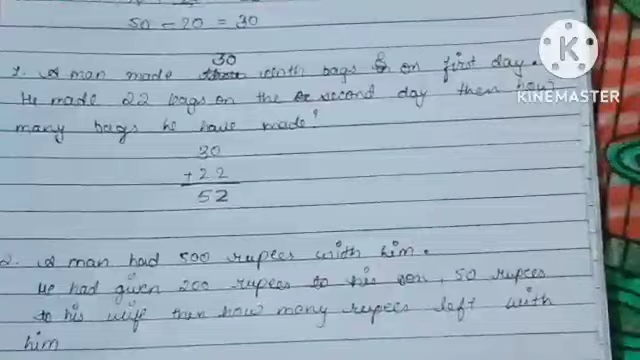 50 - 20 = 30
30
1. A man made cloth bags on first day.
He made 22 bags on the second day then how
many bags he have made?
30
+ 22
52
2. A man had 500 rupees with him.
He had given 200 rupees to his son, 50 rupees
to his wife then how many rupees left with
him
K
KINEMASTER